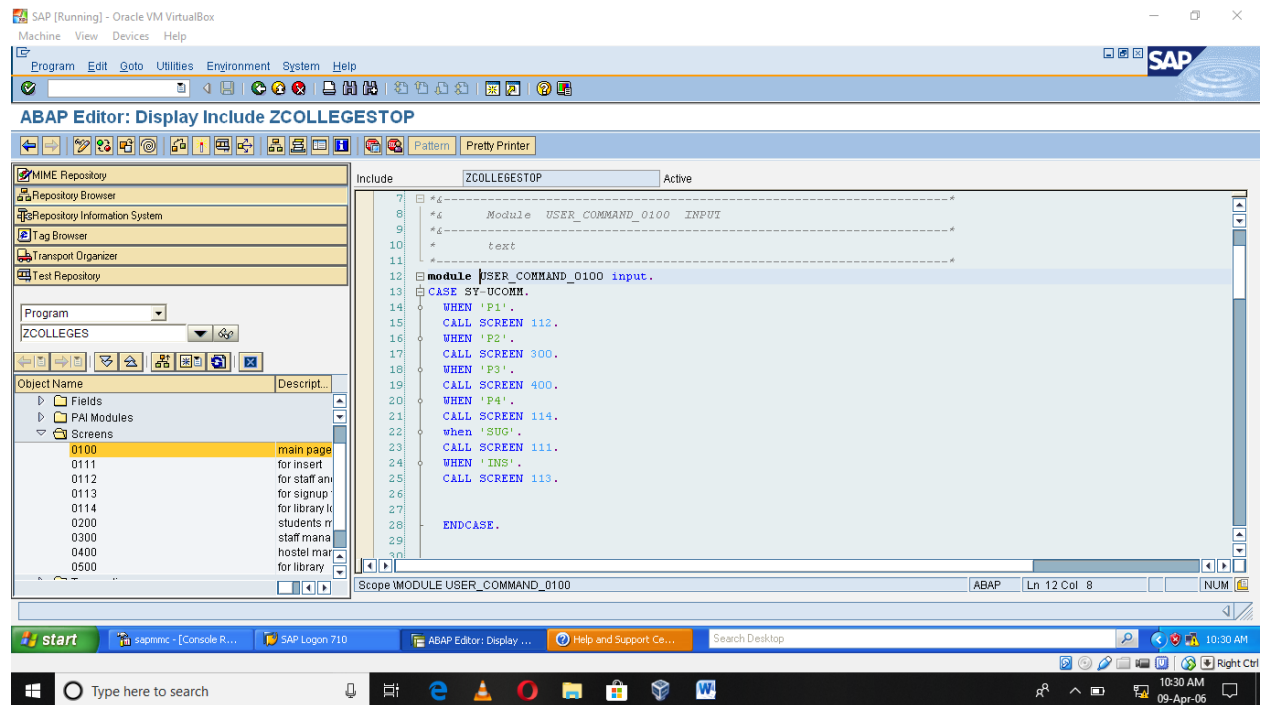 SAP [Running] - Oracle VM VirtualBox
Machine View Devices Help
Program Edit Goto Utilities Environment System Help
SAP
ABAP Editor: Display Include ZCOLLEGESTOP
Pattern Pretty Printer
MIME Repository
Repository Browser
Repository Information System
Tag Browser
Transport Organizer
Test Repository
Program
ZCOLLEGES
Object Name Descript...
Fields
PAI Modules
Screens
0100 main page
0111 for insert
0112 for staff an
0113 for signup
0114 for library lo
0200 students m
0300 staff mana
0400 hostel mar
0500 for library
Include ZCOLLEGESTOP Active
7 *&---------------------------------------------------------------------*
8 *& Module USER_COMMAND_0100 INPUT
9 *&---------------------------------------------------------------------*
10 * text
11 *----------------------------------------------------------------------*
12 module USER_COMMAND_0100 input.
13 CASE SY-UCOMM.
14 WHEN 'P1'.
15 CALL SCREEN 112.
16 WHEN 'P2'.
17 CALL SCREEN 300.
18 WHEN 'P3'.
19 CALL SCREEN 400.
20 WHEN 'P4'.
21 CALL SCREEN 114.
22 when 'SUG'.
23 CALL SCREEN 111.
24 WHEN 'INS'.
25 CALL SCREEN 113.
26
27
28 ENDCASE.
29
30
Scope \MODULE USER_COMMAND_0100 ABAP Ln 12 Col 8 NUM
start sapmmc - [Console R... SAP Logon 710 ABAP Editor: Display ... Help and Support Ce... Search Desktop 10:30 AM
Right Ctrl
Type here to search 10:30 AM
09-Apr-06